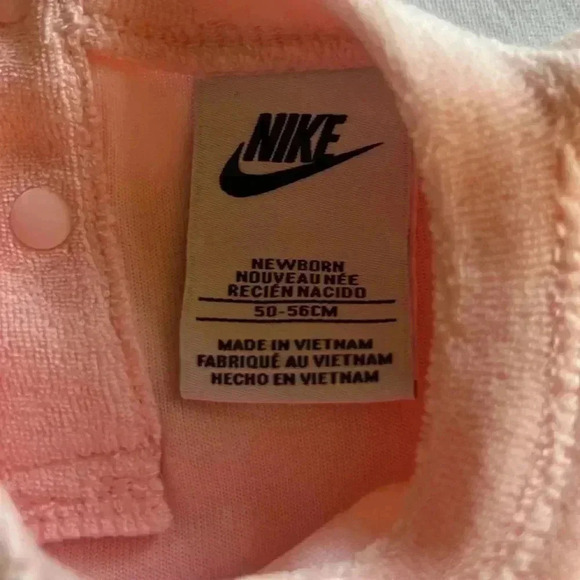 NIKE
NEWBORN
NOUVEAU NÉE
RECIÉN NACIDO
50-56CM
MADE IN VIETNAM
FABRIQUÉ AU VIETNAM
HECHO EN VIETNAM